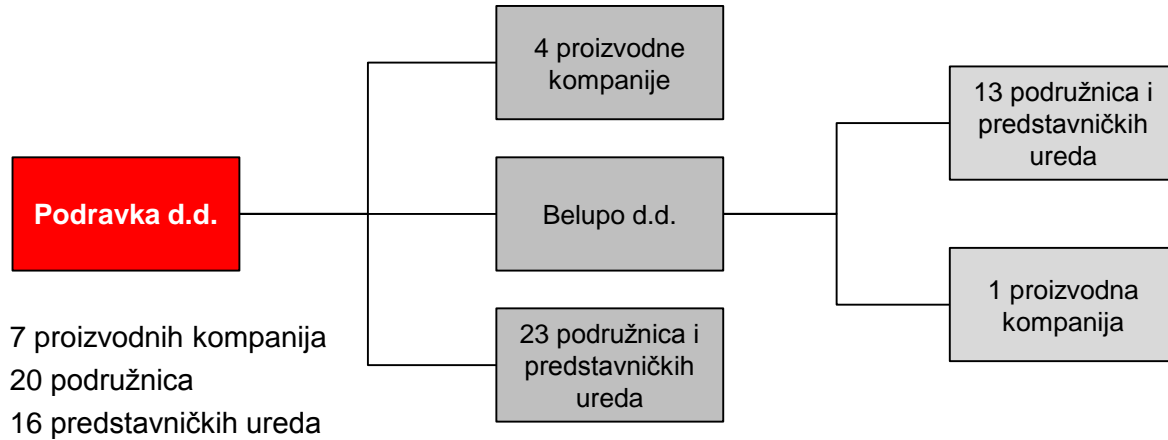 4 proizvodne
kompanije
13 podružnica i
predstavničkih
ureda
Podravka d.d.
Belupo d.d.
1 proizvodna
kompanija
23 podružnica i
predstavničkih
ureda
7 proizvodnih kompanija
20 podružnica
16 predstavničkih ureda